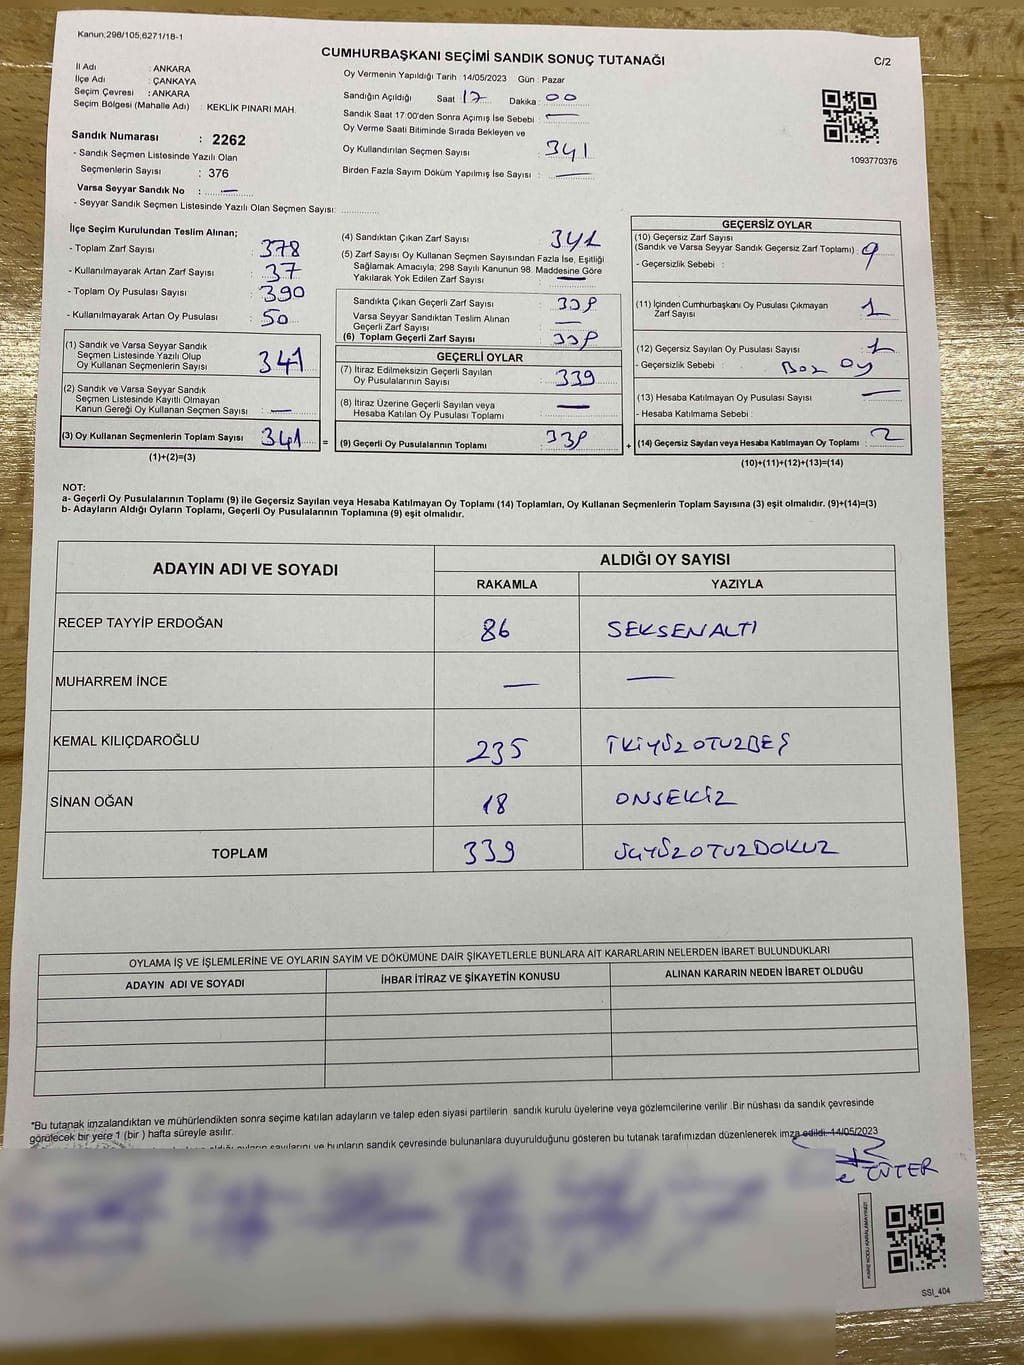 Kanun;298/105,6271/18-1
CUMHURBAŞKANI SEÇİMİ SANDIK SONUÇ TUTANAĞI
C/2
İl Adı : ANKARA
İlçe Adı : ÇANKAYA
Seçim Çevresi : ANKARA
Seçim Bölgesi (Mahalle Adı) : KEKLİK PINARI MAH.
Sandık Numarası : 2262
- Sandık Seçmen Listesinde Yazılı Olan
Seçmenlerin Sayısı : 376
Varsa Seyyar Sandık No : —
- Seyyar Sandık Seçmen Listesinde Yazılı Olan Seçmen Sayısı:
Oy Vermenin Yapıldığı Tarih :14/05/2023 Gün : Pazar
Sandığın Açıldığı Saat 17 Dakika : 00
Sandık Saat 17:00'den Sonra Açımış İse Sebebi : —
Oy Verme Saati Bitiminde Sırada Bekleyen ve
Oy Kullandırılan Seçmen Sayısı : 341
Birden Fazla Sayım Döküm Yapılmış İse Sayısı : —
1093770376
İlçe Seçim Kurulundan Teslim Alınan;
- Toplam Zarf Sayısı : 378
- Kullanılmayarak Artan Zarf Sayısı : 37
- Toplam Oy Pusulası Sayısı : 390
- Kullanılmayarak Artan Oy Pusulası : 50
(1) Sandık ve Varsa Seyyar Sandık
Seçmen Listesinde Yazılı Olup
Oy Kullanan Seçmenlerin Sayısı : 341
(2) Sandık ve Varsa Seyyar Sandık
Seçmen Listesinde Kayıtlı Olmayan
Kanun Gereği Oy Kullanan Seçmen Sayısı : —
(3) Oy Kullanan Seçmenlerin Toplam Sayısı : 341
(1)+(2)=(3)
=
(4) Sandıktan Çıkan Zarf Sayısı : 341
(5) Zarf Sayısı Oy Kullanan Seçmen Sayısından Fazla İse, Eşitliği
Sağlamak Amacıyla, 298 Sayılı Kanunun 98. Maddesine Göre
Yakılarak Yok Edilen Zarf Sayısı : —
Sandıkta Çıkan Geçerli Zarf Sayısı : 339
Varsa Seyyar Sandıktan Teslim Alınan
Geçerli Zarf Sayısı : —
(6) Toplam Geçerli Zarf Sayısı : 339
GEÇERLİ OYLAR
(7) İtiraz Edilmeksizin Geçerli Sayılan
Oy Pusulalarının Sayısı : 339
(8) İtiraz Üzerine Geçerli Sayılan veya
Hesaba Katılan Oy Pusulası Toplamı : —
(9) Geçerli Oy Pusulalarının Toplamı : 339
+
GEÇERSİZ OYLAR
(10) Geçersiz Zarf Sayısı
(Sandık ve Varsa Seyyar Sandık Geçersiz Zarf Toplamı) :
- Geçersizlik Sebebi :
(11) İçinden Cumhurbaşkanı Oy Pusulası Çıkmayan
Zarf Sayısı : 1
(12) Geçersiz Sayılan Oy Pusulası Sayısı : 1
- Geçersizlik Sebebi : Boz Oy
(13) Hesaba Katılmayan Oy Pusulası Sayısı : —
- Hesaba Katılmama Sebebi :
(14) Geçersiz Sayılan veya Hesaba Katılmayan Oy Toplamı : 2
(10)+(11)+(12)+(13)=(14)
NOT:
a- Geçerli Oy Pusulalarının Toplamı (9) ile Geçersiz Sayılan veya Hesaba Katılmayan Oy Toplamı (14) Toplamları, Oy Kullanan Seçmenlerin Toplam Sayısına (3) eşit olmalıdır. (9)+(14)=(3)
b- Adayların Aldığı Oyların Toplamı, Geçerli Oy Pusulalarının Toplamına (9) eşit olmalıdır.
ADAYIN ADI VE SOYADI
ALDIĞI OY SAYISI
RAKAMLA YAZIYLA
RECEP TAYYİP ERDOĞAN 86 SEKSENALTI
MUHARREM İNCE — —
KEMAL KILIÇDAROĞLU 235 İKİYÜZOTUZBEŞ
SİNAN OĞAN 18 ONSEKİZ
TOPLAM 339 ÜÇYÜZOTUZDOKUZ
OYLAMA İŞ VE İŞLEMLERİNE VE OYLARIN SAYIM VE DÖKÜMÜNE DAİR ŞİKAYETLERLE BUNLARA AİT KARARLARIN NELERDEN İBARET BULUNDUKLARI
ADAYIN ADI VE SOYADI İHBAR İTİRAZ VE ŞİKAYETİN KONUSU ALINAN KARARIN NEDEN İBARET OLDUĞU
*Bu tutanak imzalandıktan ve mühürlendikten sonra seçime katılan adayların ve talep eden siyasi partilerin sandık kurulu üyelerine veya gözlemcilerine verilir .Bir nüshası da sandık çevresinde
görülecek bir yere 1 (bir ) hafta süreyle asılır.
sayılarını ve bunların sandık çevresinde bulunanlara duyurulduğunu gösteren bu tutanak tarafımızdan düzenlenerek imza edildi. 14/05/2023
KARE KODU KARALAMAYINIZ!
SSI_404